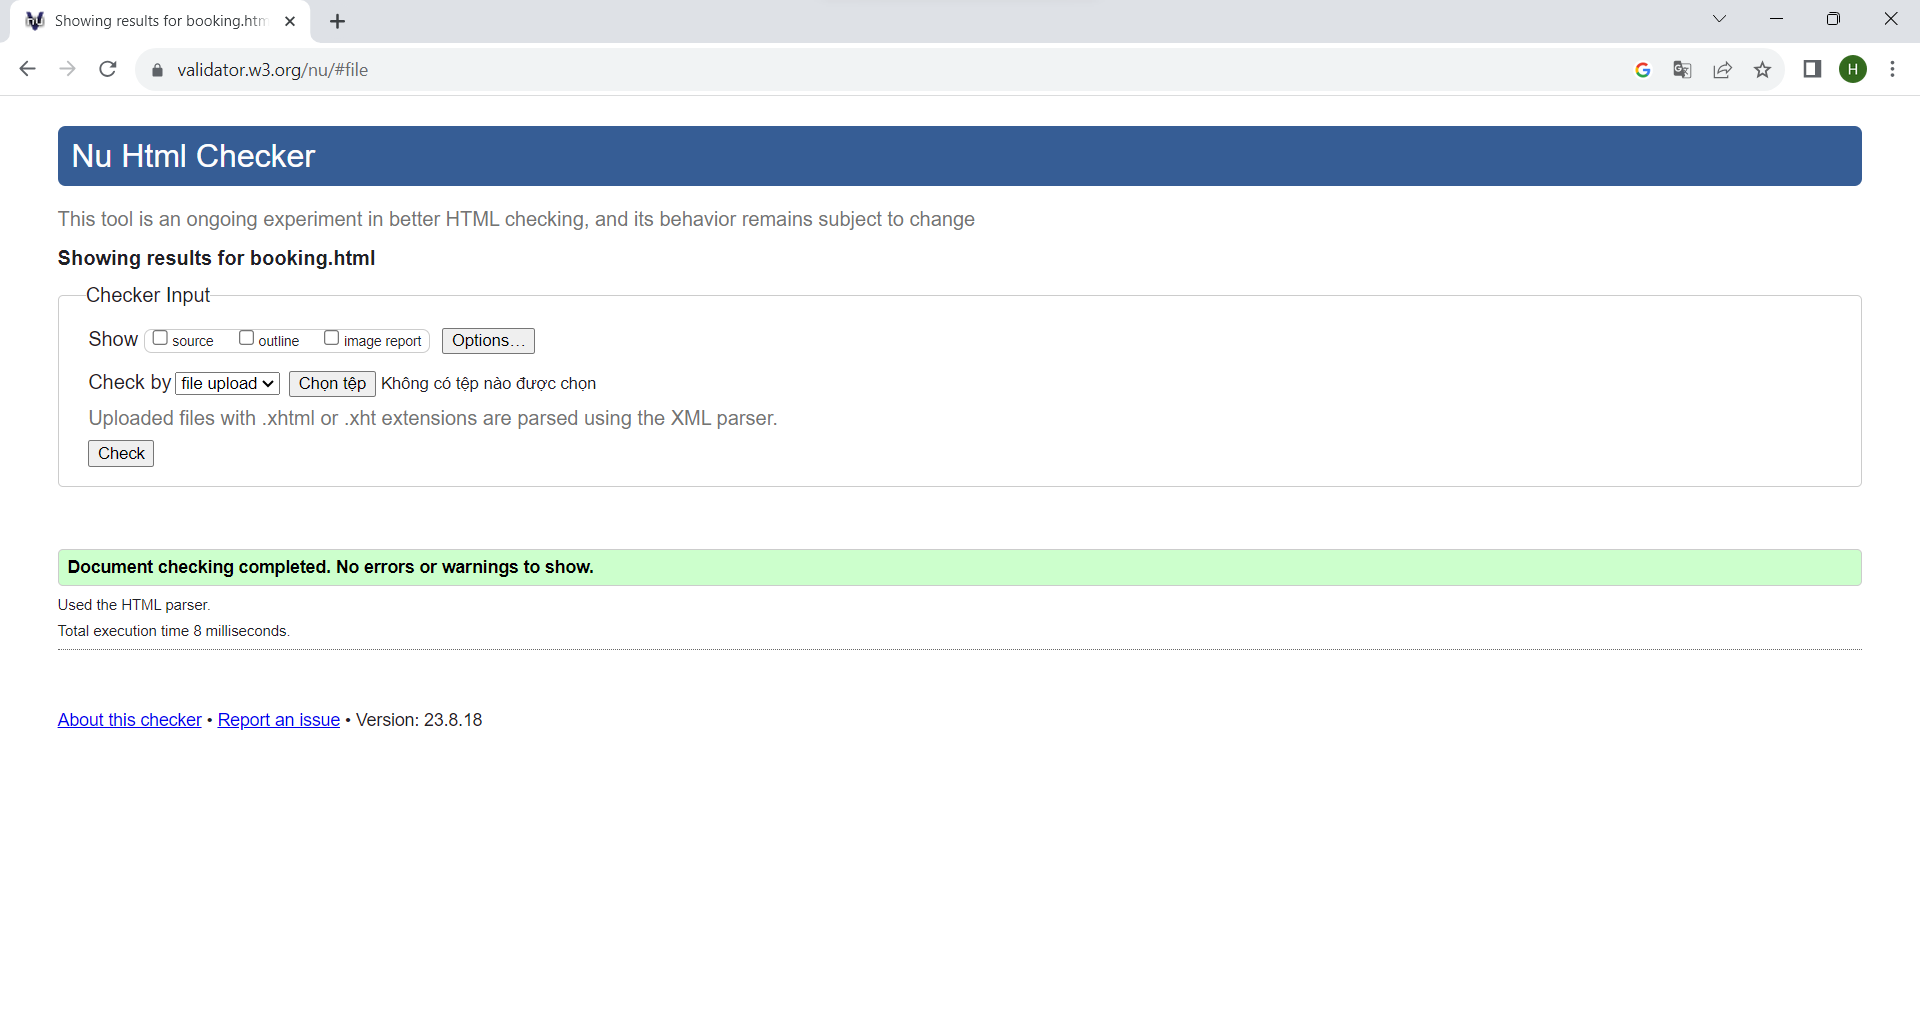 Showing results for booking.htm
validator.w3.org/nu/#file
H
Nu Html Checker
This tool is an ongoing experiment in better HTML checking, and its behavior remains subject to change
Showing results for booking.html
Checker Input
Show source outline image report Options...
Check by file upload Chọn tệp Không có tệp nào được chọn
Uploaded files with .xhtml or .xht extensions are parsed using the XML parser.
Check
Document checking completed. No errors or warnings to show.
Used the HTML parser.
Total execution time 8 milliseconds.
About this checker • Report an issue • Version: 23.8.18